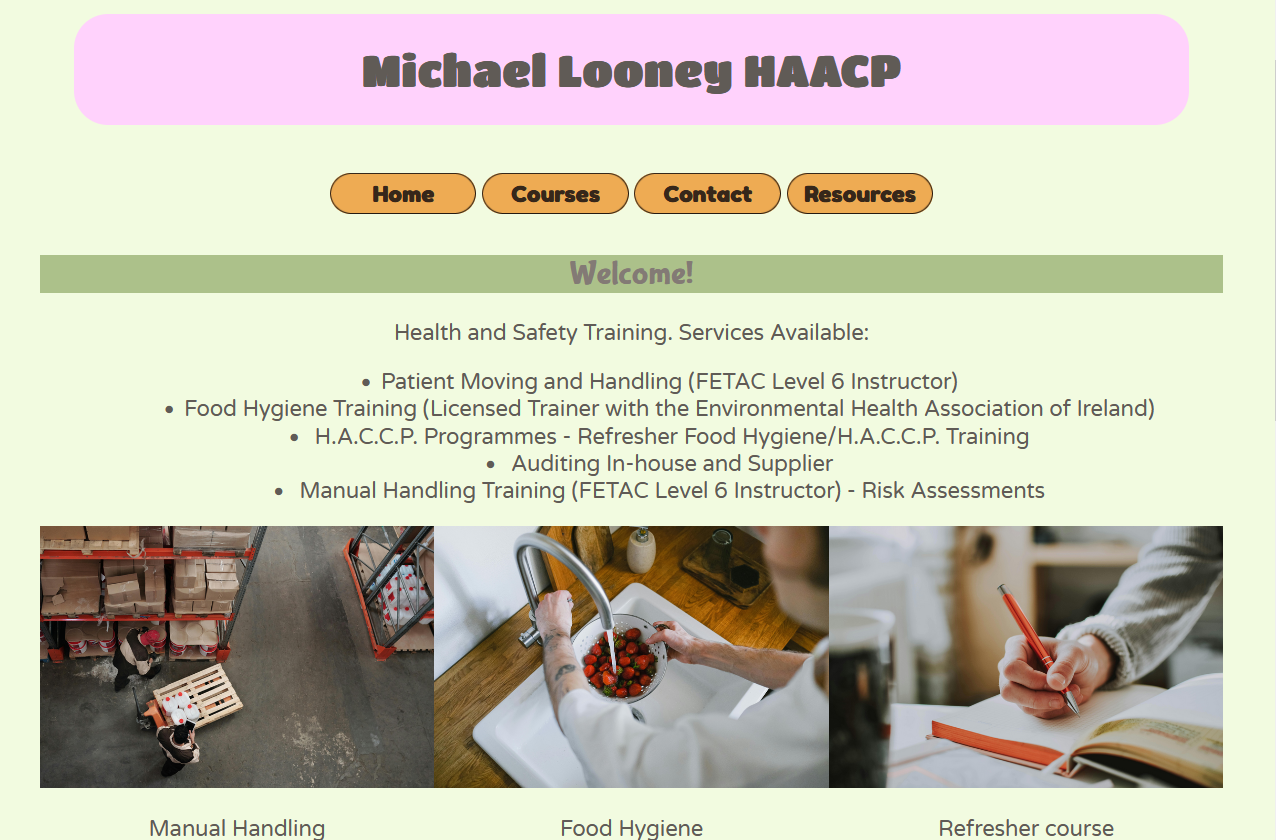 Michael Looney HAACP
Home Courses Contact Resources
Welcome!
Health and Safety Training. Services Available:
• Patient Moving and Handling (FETAC Level 6 Instructor)
• Food Hygiene Training (Licensed Trainer with the Environmental Health Association of Ireland)
• H.A.C.C.P. Programmes - Refresher Food Hygiene/H.A.C.C.P. Training
• Auditing In-house and Supplier
• Manual Handling Training (FETAC Level 6 Instructor) - Risk Assessments
Manual Handling Food Hygiene Refresher course